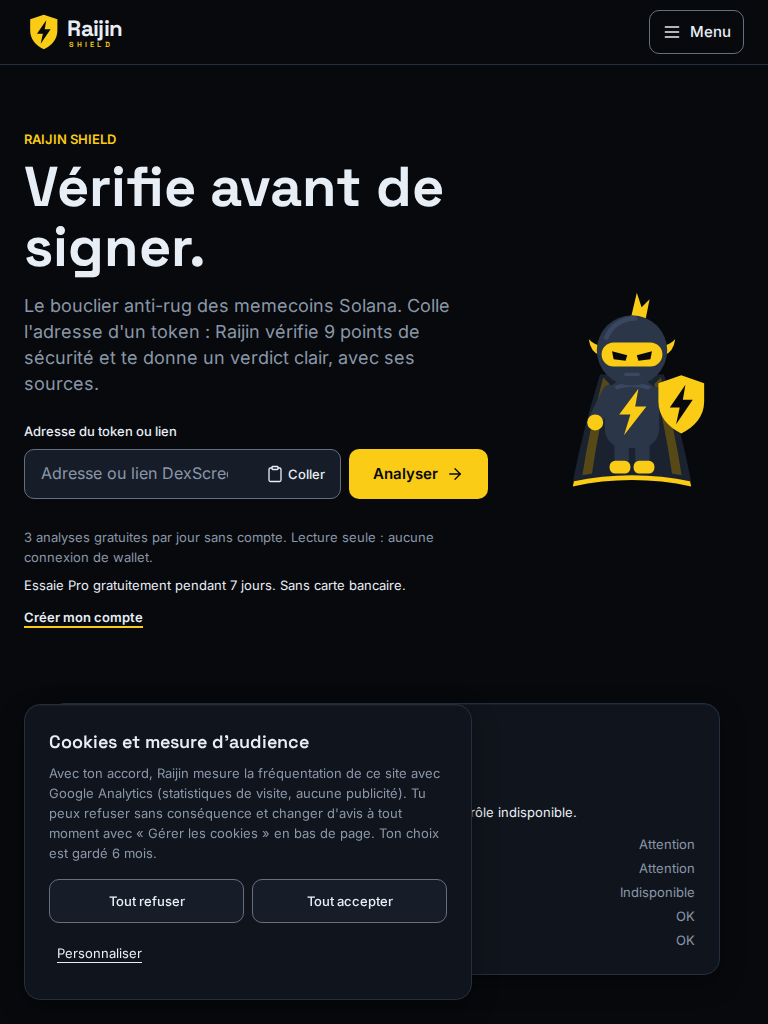 Raijin
SHIELD
Menu
RAIJIN SHIELD
Vérifie avant de
signer.
Le bouclier anti-rug des memecoins Solana. Colle
l'adresse d'un token : Raijin vérifie 9 points de
sécurité et te donne un verdict clair, avec ses
sources.
Adresse du token ou lien
Adresse ou lien DexScre
Coller
Analyser
3 analyses gratuites par jour sans compte. Lecture seule : aucune
connexion de wallet.
Essaie Pro gratuitement pendant 7 jours. Sans carte bancaire.
Créer mon compte
Cookies et mesure d’audience
Avec ton accord, Raijin mesure la fréquentation de ce site avec
Google Analytics (statistiques de visite, aucune publicité). Tu
peux refuser sans conséquence et changer d'avis à tout
moment avec « Gérer les cookies » en bas de page. Ton choix
est gardé 6 mois.
Tout refuser
Tout accepter
Personnaliser
rôle indisponible.
Attention
Attention
Indisponible
OK
OK